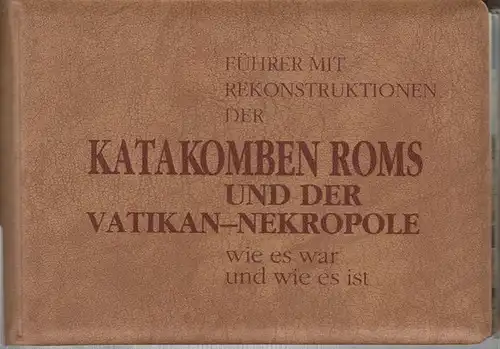 FÜHRER MIT
REKONSTRUKTIONEN
DER
KATAKOMBEN ROMS
UND DER
VATIKAN–NEKROPOLE
wie es war
und wie es ist